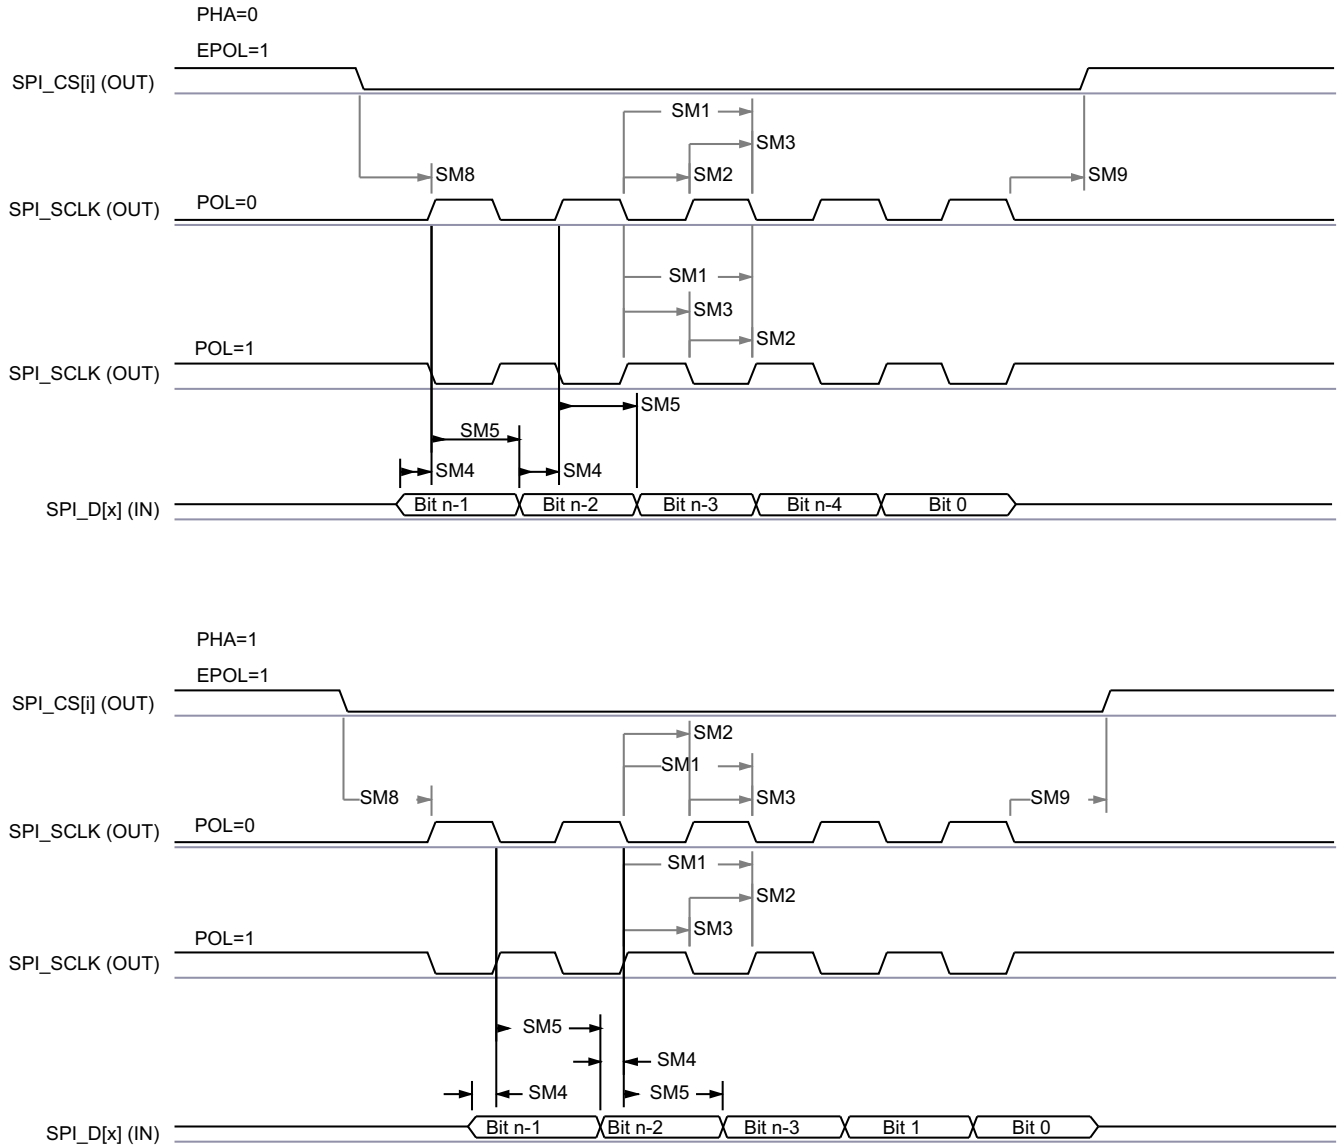 PHA=0
EPOL=1
SPI_CS[i] (OUT)
SM1
SM3
SM8
SM2
SM9
POL=0
SPI_SCLK (OUT)
SM1
SM3
SM2
POL=1
SPI_SCLK (OUT)
SM5
SM5
SM4
SM4
SPI_D[x] (IN)
Bit n-1
Bit n-2
Bit n-3
Bit n-4
Bit 0
PHA=1
EPOL=1
SPI_CS[i] (OUT)
SM2
SM1
SM8
SM3
SM9
POL=0
SPI_SCLK (OUT)
SM1
SM2
SM3
POL=1
SPI_SCLK (OUT)
SM5
SM4
SM4
SM5
SPI_D[x] (IN)
Bit n-1
Bit n-2
Bit n-3
Bit 1
Bit 0